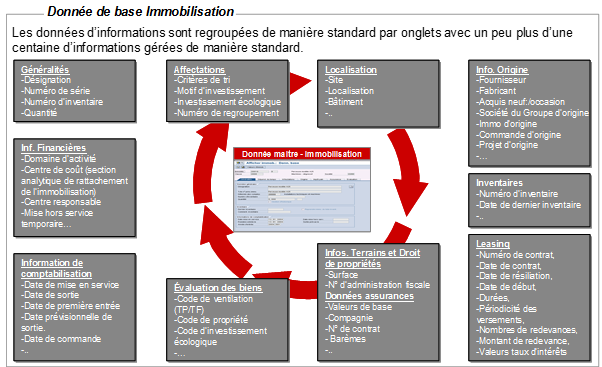 Donnée de base Immobilisation
Les données d'informations sont regroupées de manière standard par onglets avec un peu plus d'une
centaine d'informations gérées de manière standard.
Généralités
-Désignation
-Numéro de série
-Numéro d'inventaire
-Quantité
Affectations
-Critères de tri
-Motif d'investissement
-Investissement écologique
-Numéro de regroupement
Localisation
-Site
-Localisation
-Bâtiment
-..
Info. Origine
-Fournisseur
-Fabricant
-Acquis neuf:/occasion
-Société du Groupe d'origine
-Immo d'origine
-Commande d'origine
-Projet d'origine
-…
Inf. Financières
-Domaine d'activité
-Centre de coût (section
analytique de rattachement
de l'immobilisation)
-Centre responsable
-Mise hors service
temporaire…
Donnée maitre - Immobilisation
Inventaires
-Numéro d'inventaire
-Date de dernier inventaire
-..
Information de
comptabilisation
-Date de mise en service
-Date de sortie
-Date de première entrée
-Date prévisionnelle de
sortie.
-Date de commande
-..
Évaluation des biens
-Code de ventilation
(TP/TF)
-Code de propriété
-Code d'investissement
écologique
-…
Infos. Terrains et Droit
de propriétés
-Surface
-N° d'administration fiscale
Données assurances
-Valeurs de base
-Compagnie
-N° de contrat
- Barèmes
-..
Leasing
-Numéro de contrat,
-Date de contrat,
-Date de résiliation,
-Date de début,
-Durées,
-Périodicité des
versements,
-Nombres de redevances,
-Montant de redevance,
-Valeurs taux d'intérêts